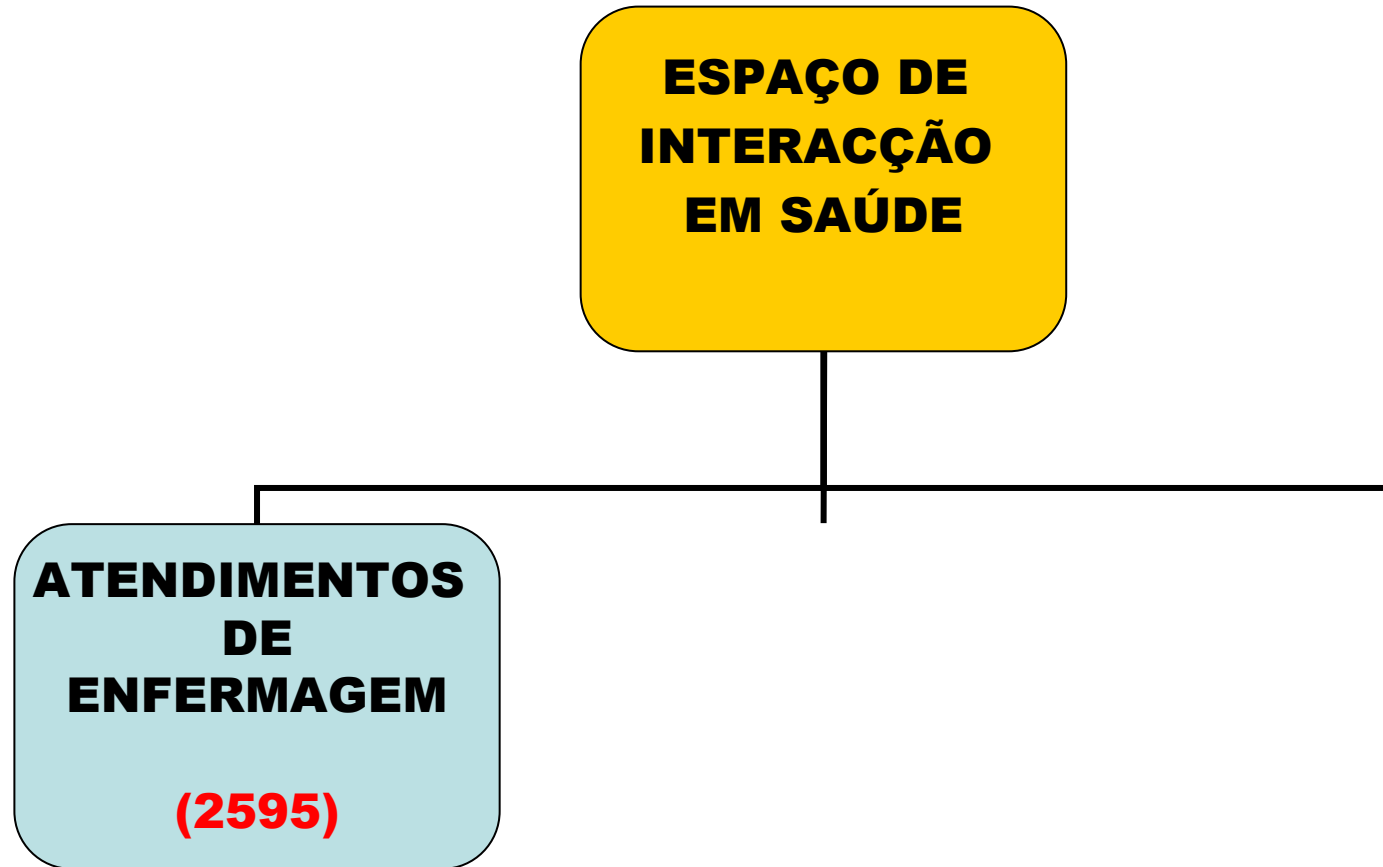 ESPAÇO DE
INTERACÇÃO
EM SAÚDE
ATENDIMENTOS
DE
ENFERMAGEM
(2595)